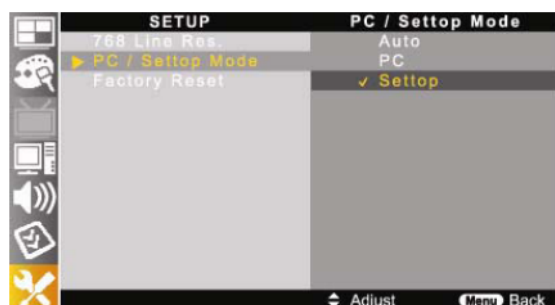 SETUP
PC / Settop Mode
768 Line Res.
Auto
▶ PC / Settop Mode
PC
Factory Reset
✓ Settop
Adjust
Menu Back